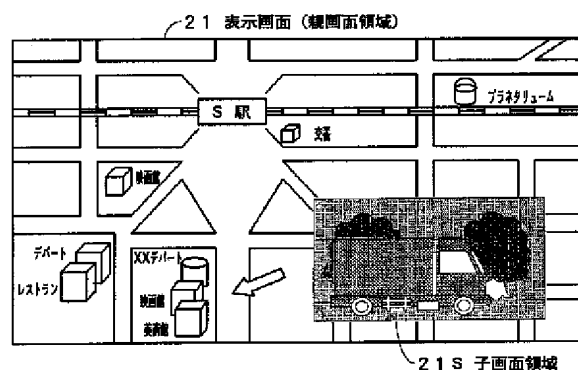 21 表示画面（親画面領域）
S 駅
プラネタリューム
交番
映画館
デパート
レストラン
XXデパート
映画館
美術館
21S 子画面領域